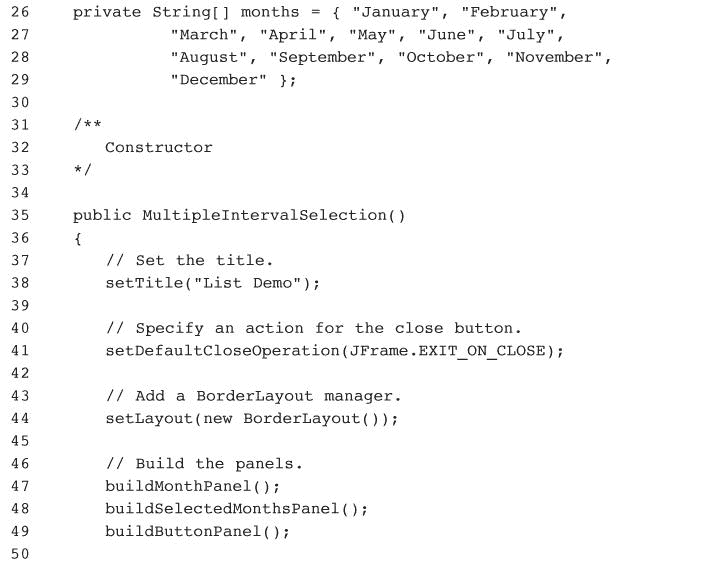 26     private String[] months = { "January", "February",
27               "March", "April", "May", "June", "July",
28               "August", "September", "October", "November",
29               "December" };
30
31     /**
32        Constructor
33     */
34
35     public MultipleIntervalSelection()
36     {
37        // Set the title.
38        setTitle("List Demo");
39
40        // Specify an action for the close button.
41        setDefaultCloseOperation(JFrame.EXIT_ON_CLOSE);
42
43        // Add a BorderLayout manager.
44        setLayout(new BorderLayout());
45
46        // Build the panels.
47        buildMonthPanel();
48        buildSelectedMonthsPanel();
49        buildButtonPanel();
50